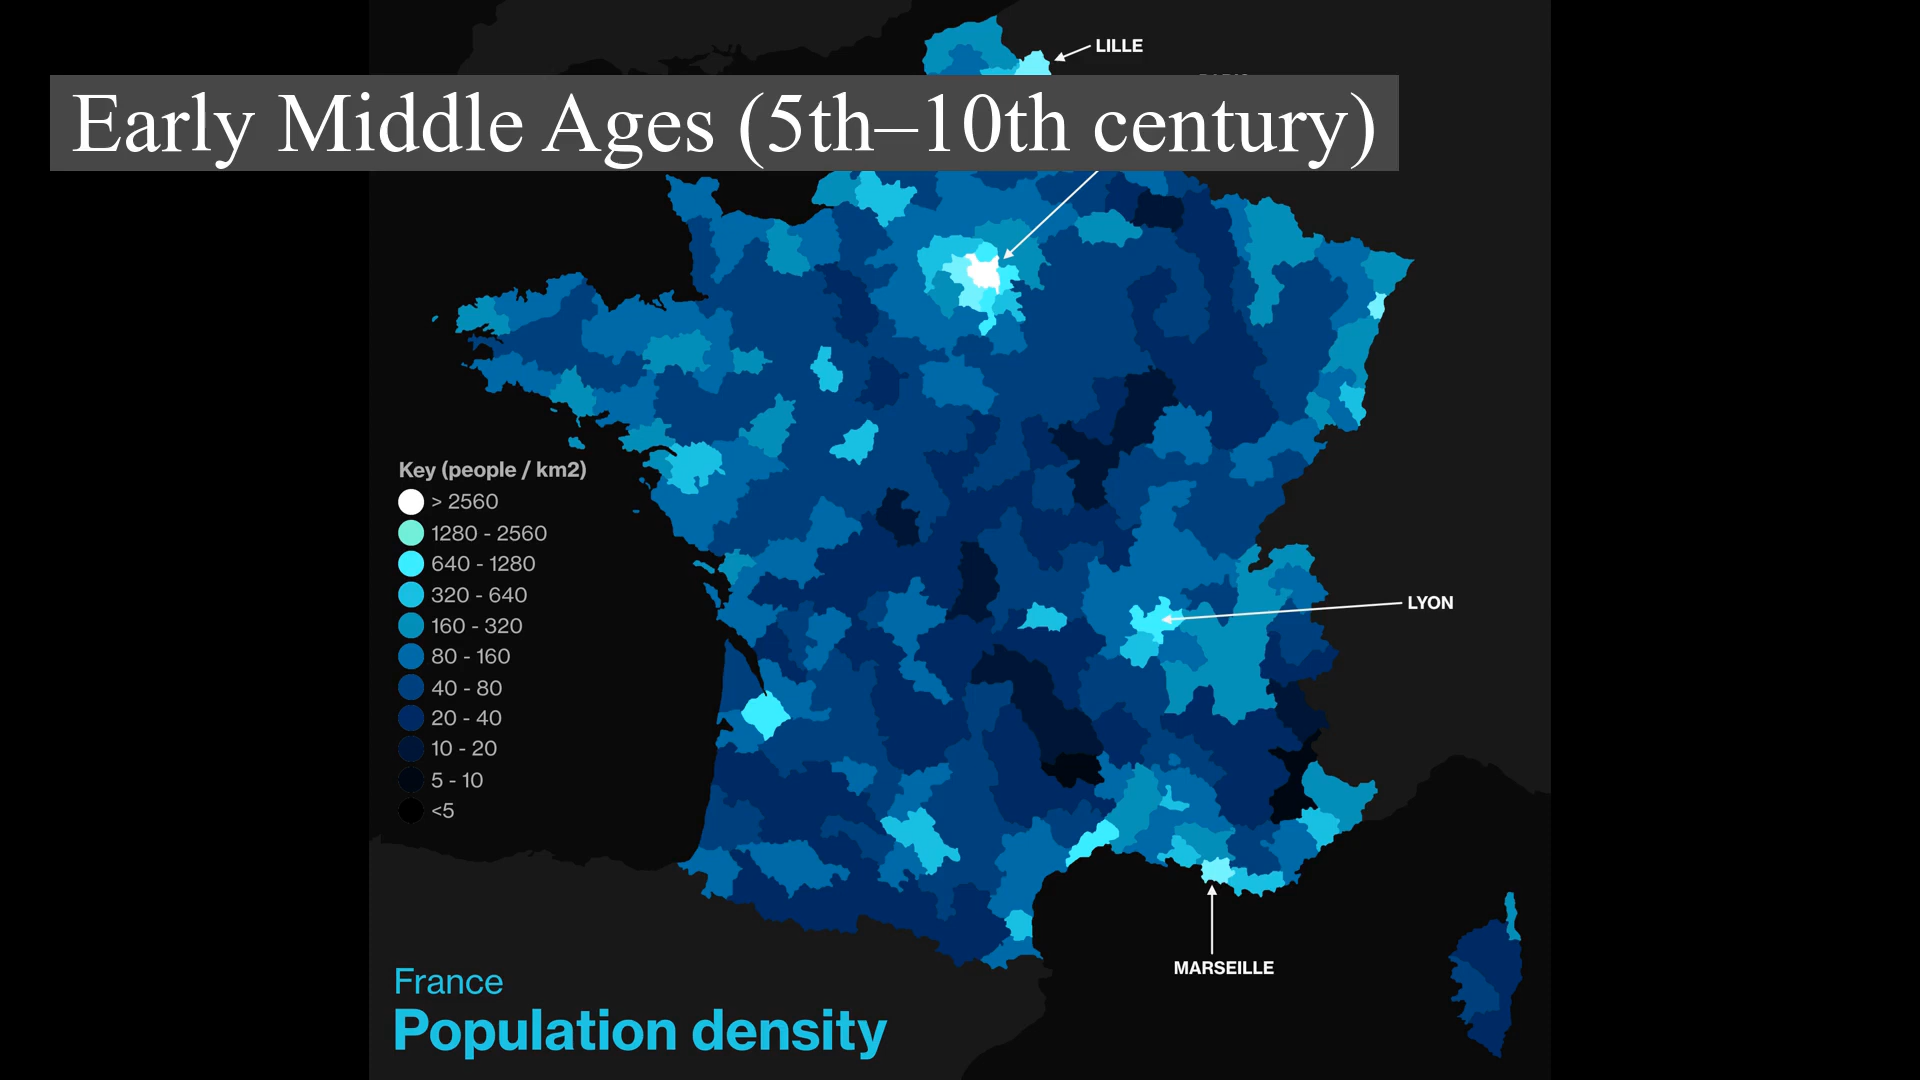 LILLE
Early Middle Ages (5th–10th century)
Key (people / km2)
> 2560
1280 - 2560
640 - 1280
320 - 640
160 - 320
80 - 160
40 - 80
20 - 40
10 - 20
5 - 10
<5
LYON
MARSEILLE
France
Population density